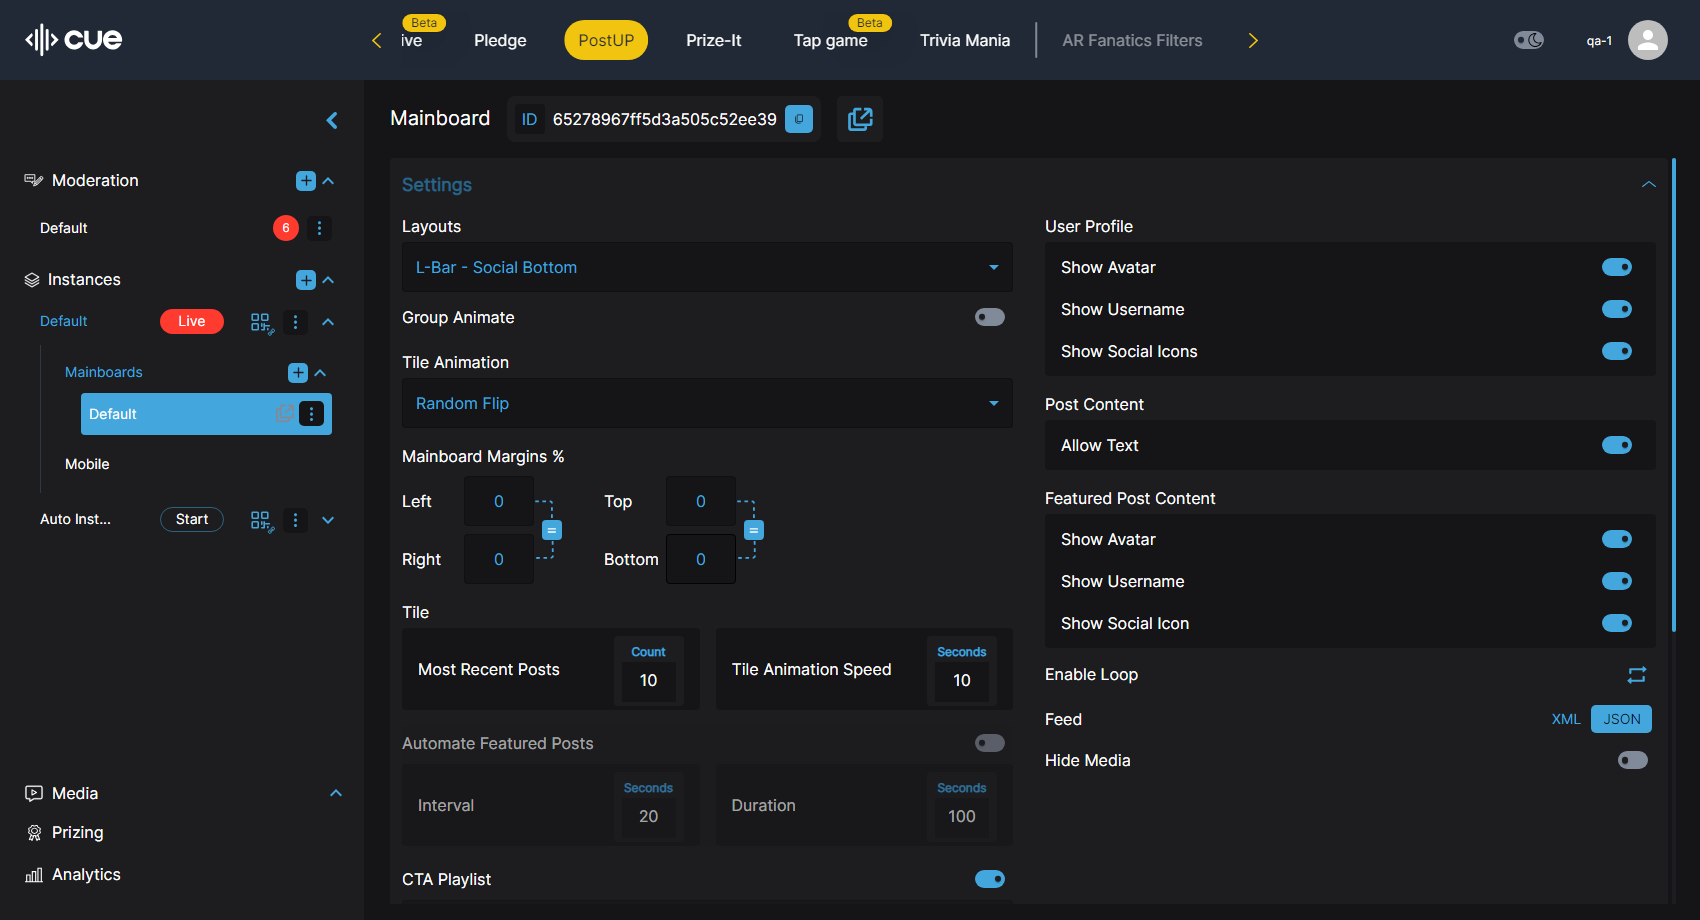 cue
Beta
ive
Pledge
PostUP
Prize-It
Beta
Tap game
Trivia Mania
AR Fanatics Filters
qa-1
Moderation
Default
6
Instances
Default
Live
Mainboards
Default
Mobile
Auto Inst...
Start
Media
Prizing
Analytics
Mainboard
ID 65278967ff5d3a505c52ee39
Settings
Layouts
L-Bar - Social Bottom
Group Animate
Tile Animation
Random Flip
Mainboard Margins %
Left 0
Top 0
Right 0
Bottom 0
Tile
Most Recent Posts
Count
10
Tile Animation Speed
Seconds
10
Automate Featured Posts
Interval
Seconds
20
Duration
Seconds
100
CTA Playlist
User Profile
Show Avatar
Show Username
Show Social Icons
Post Content
Allow Text
Featured Post Content
Show Avatar
Show Username
Show Social Icon
Enable Loop
Feed
XML JSON
Hide Media